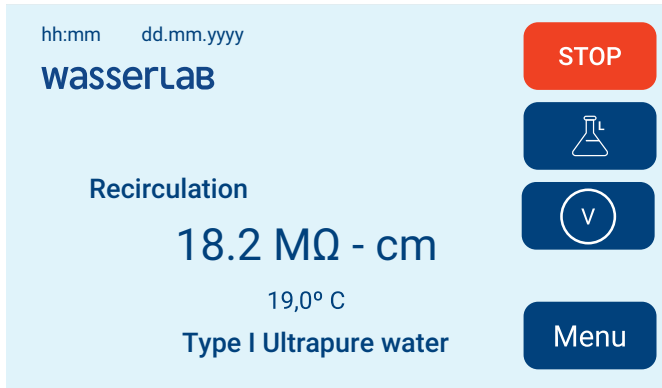 hh:mm dd.mm.yyyy
wasserLAB
STOP
L
Recirculation
V
18.2 MΩ - cm
19,0º C
Type I Ultrapure water
Menu